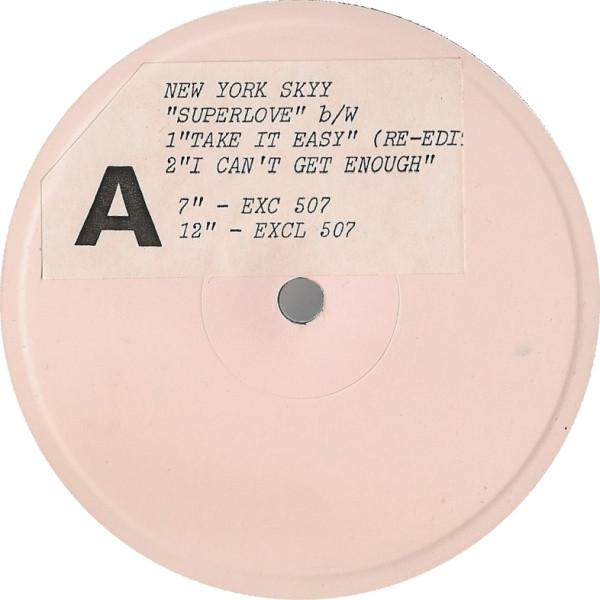 NEW YORK SKYY
"SUPERLOVE" b/W
1"TAKE IT EASY" (RE-EDI
2"I CAN'T GET ENOUGH"
A
7" - EXC 507
12" - EXCL 507